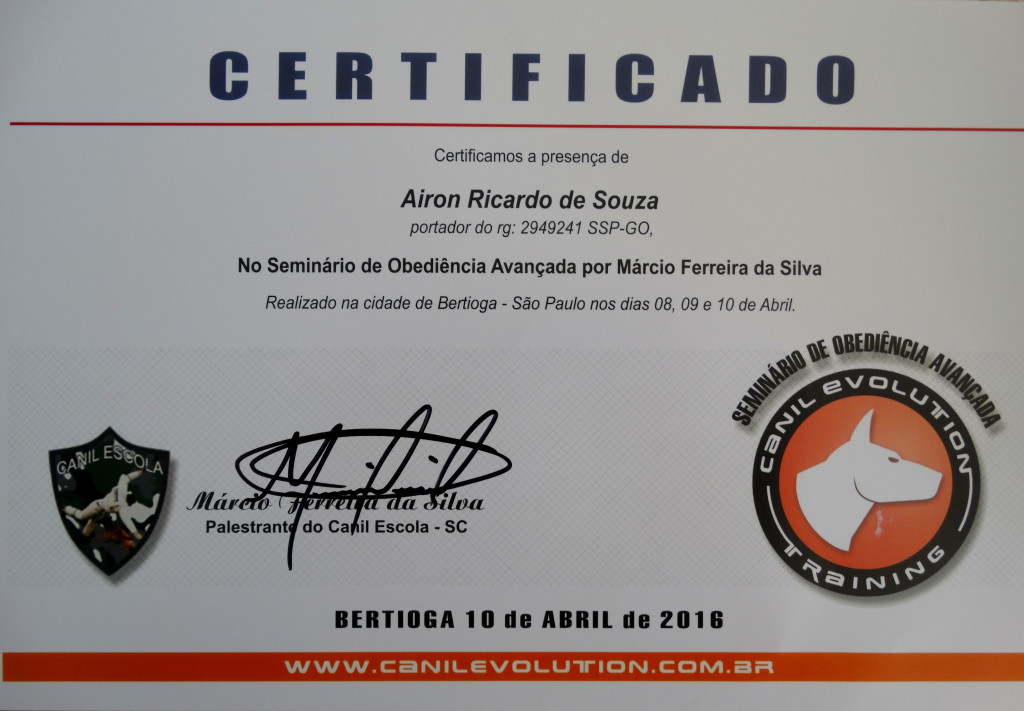 CERTIFICADO
Certificamos a presença de
Airon Ricardo de Souza
portador do rg: 2949241 SSP-GO,
No Seminário de Obediência Avançada por Márcio Ferreira da Silva
Realizado na cidade de Bertioga - São Paulo nos dias 08, 09 e 10 de Abril.
SEMINÁRIO DE OBEDIÊNCIA AVANÇADA
CANIL EVOLUTION
TRAINING
CANIL ESCOLA
Márcio Ferreira da Silva
Palestrante do Canil Escola - SC
BERTIOGA 10 de ABRIL de 2016
WWW.CANILEVOLUTION.COM.BR